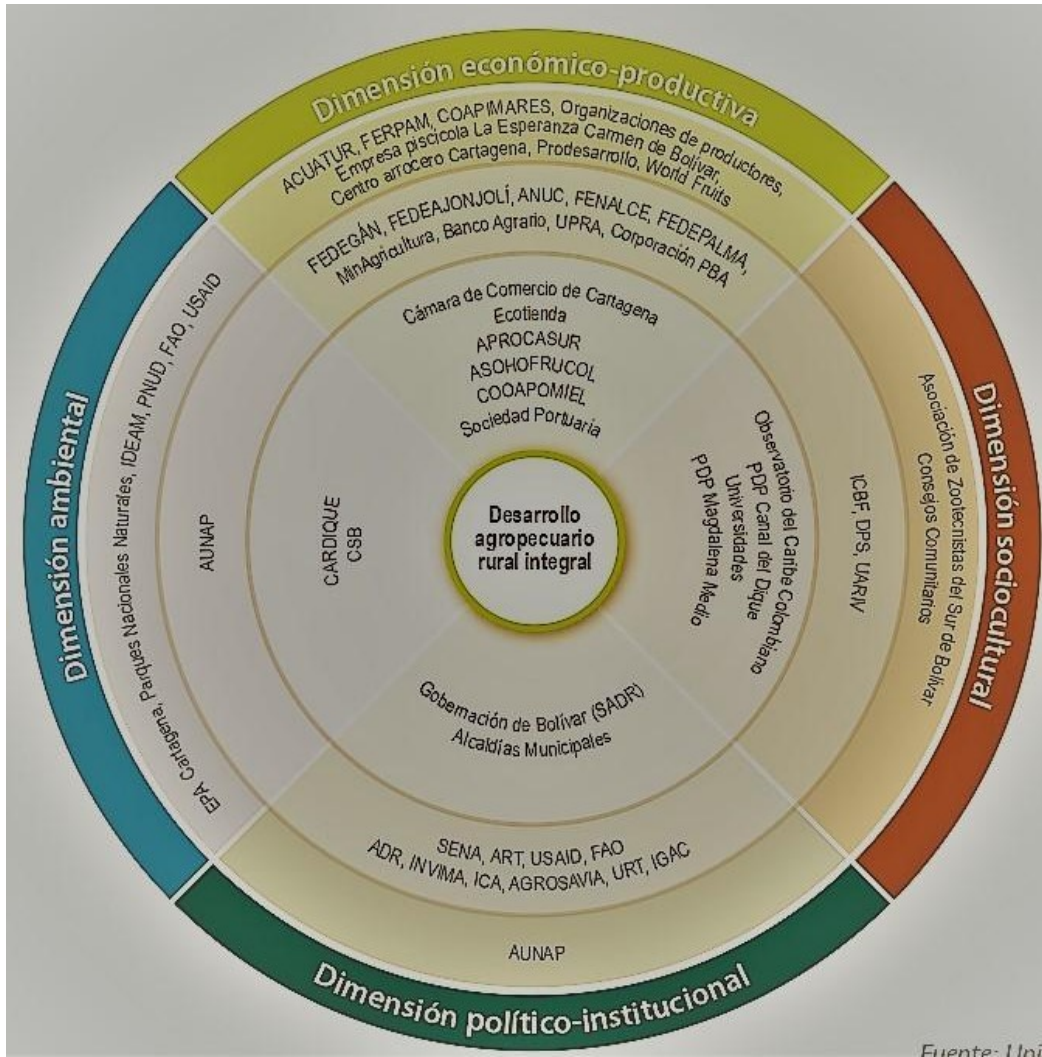 Dimensión económico-productiva
ACUATUR, FERPAM, COAPIMARES, Organizaciones de productores,
Empresa piscícola La Esperanza Carmen de Bolívar,
Centro arrocero Cartagena, Prodesarrollo, World Fruits
FEDEGÁN, FEDEAJONJOLÍ, ANUC, FENALCE, FEDEPALMA,
MinAgricultura, Banco Agrario, UPRA, Corporación PBA
Cámara de Comercio de Cartagena
Ecotienda
APROCASUR
ASOHOFRUCOL
COOAPOMIEL
Sociedad Portuaria
Dimensión sociocultural
Asociación de Zootecnistas del Sur de Bolívar
Consejos Comunitarios
ICBF, DPS, UARIV
Observatorio del Caribe Colombiano
PDP Canal del Dique
Universidades
PDP Magdalena Medio
Desarrollo
agropecuario
rural integral
Dimensión ambiental
EPA Cartagena, Parques Nacionales Naturales, IDEAM, PNUD, FAO, USAID
AUNAP
CARDIQUE
CSB
Gobernación de Bolívar (SADR)
Alcaldías Municipales
SENA, ART, USAID, FAO
ADR, INVIMA, ICA, AGROSAVIA, URT, IGAC
AUNAP
Dimensión político-institucional
Fuente: Uni